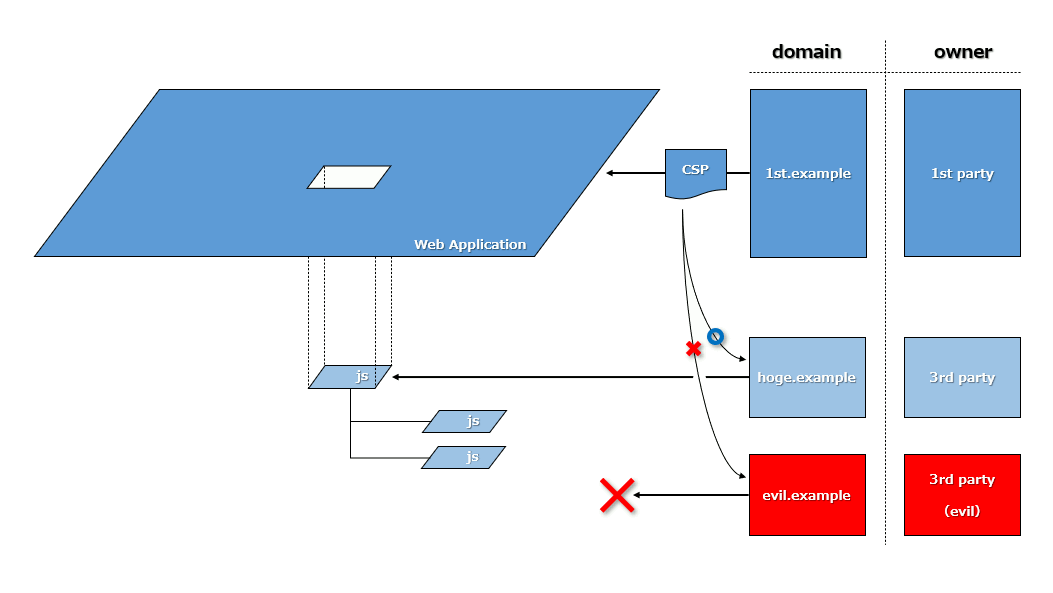 domain
owner
CSP
1st.example
1st party
Web Application
js
hoge.example
3rd party
js
js
evil.example
3rd party
(evil)